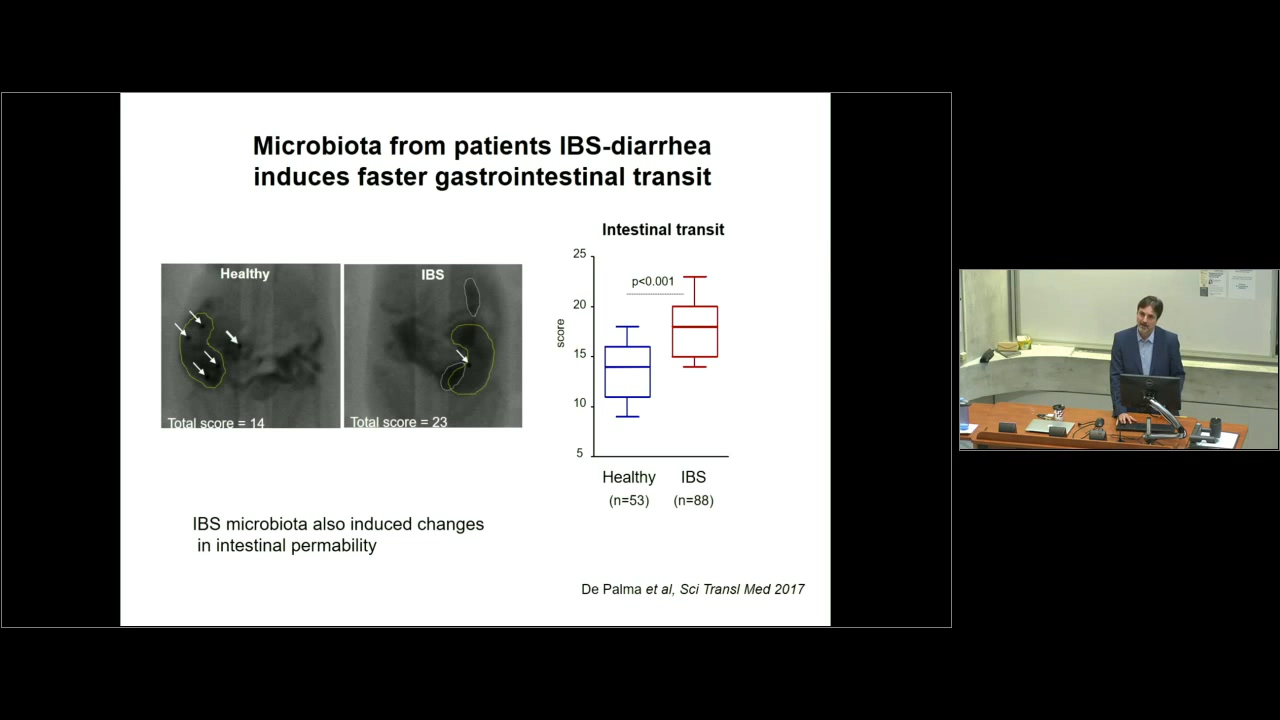 Microbiota from patients IBS-diarrhea
induces faster gastrointestinal transit
Healthy
Total score = 14
IBS
Total score = 23
Intestinal transit
25
20
15
10
5
score
p<0.001
Healthy
IBS
(n=53)
(n=88)
IBS microbiota also induced changes
in intestinal permability
De Palma et al, Sci Transl Med 2017